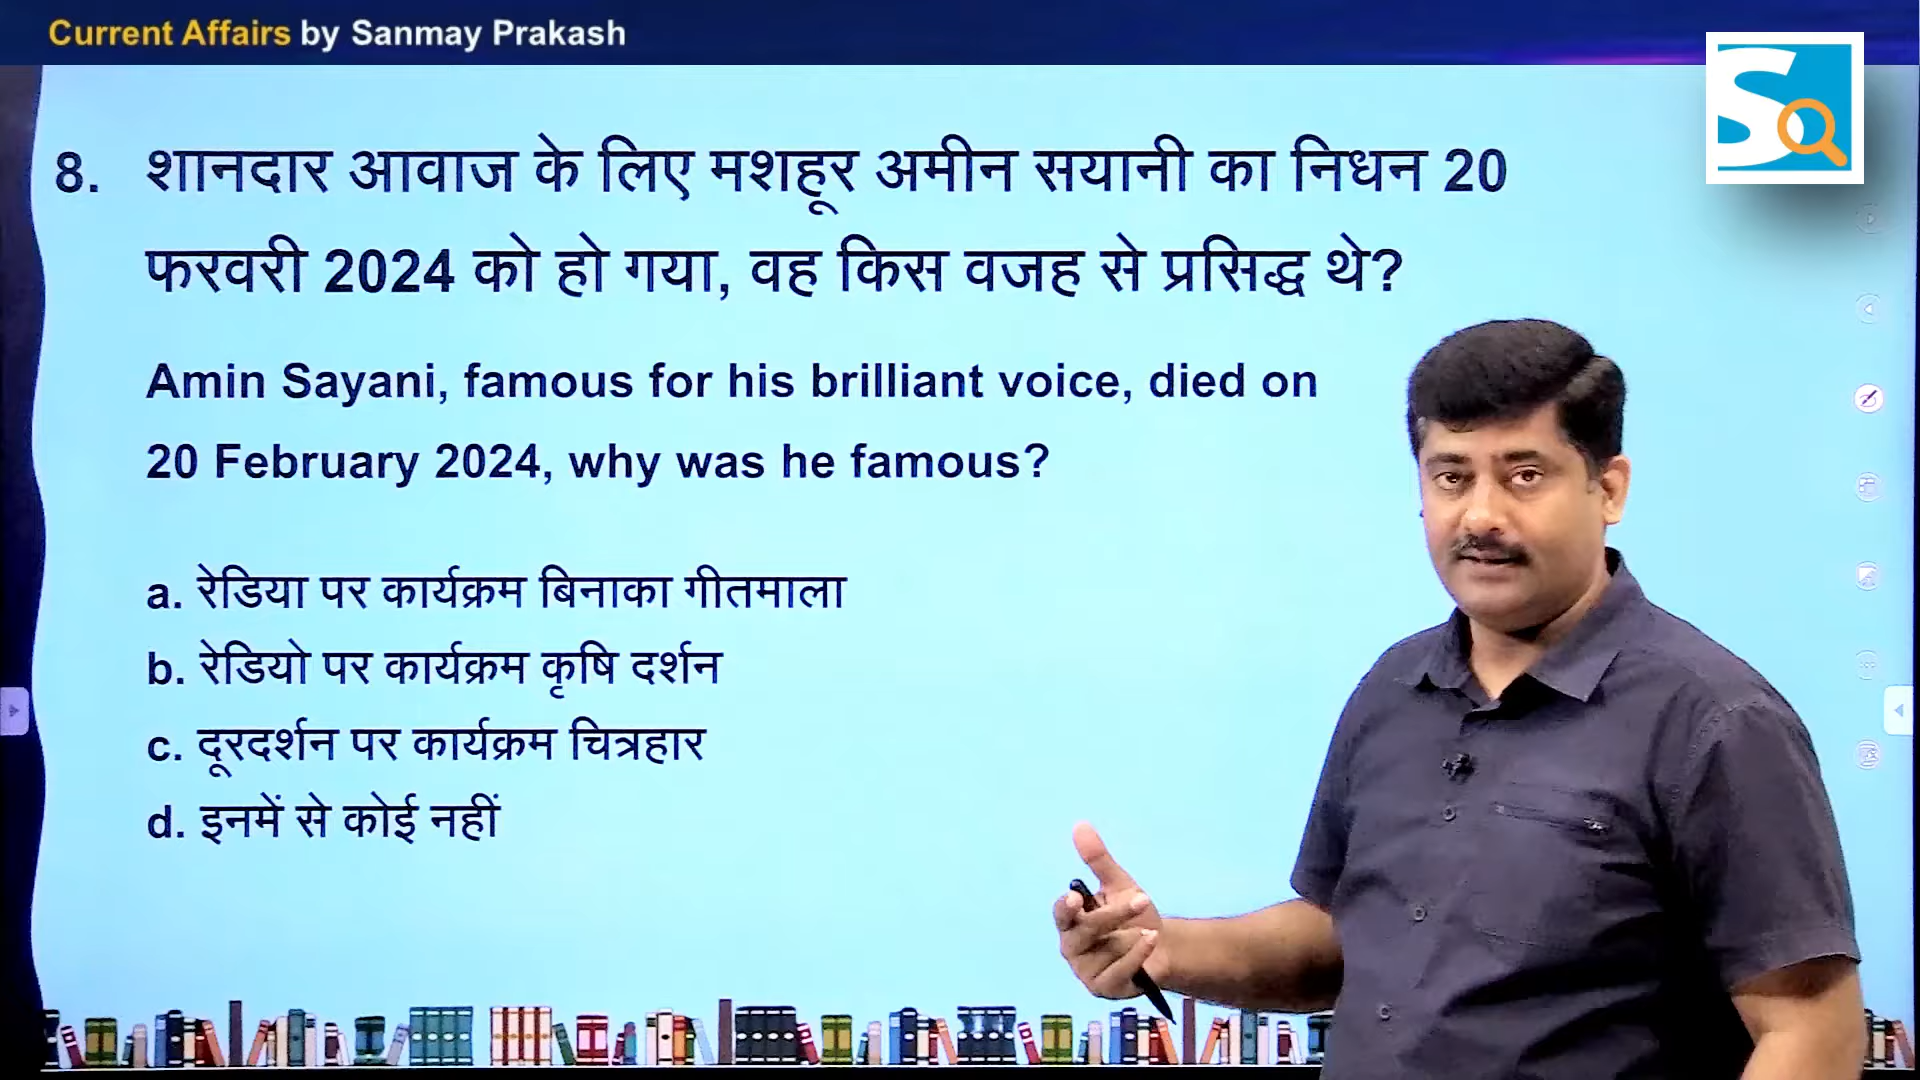 Current Affairs by Sanmay Prakash
8. शानदार आवाज के लिए मशहूर अमीन सयानी का निधन 20
फरवरी 2024 को हो गया, वह किस वजह से प्रसिद्ध थे?
Amin Sayani, famous for his brilliant voice, died on
20 February 2024, why was he famous?
a. रेडिया पर कार्यक्रम बिनाका गीतमाला
b. रेडियो पर कार्यक्रम कृषि दर्शन
c. दूरदर्शन पर कार्यक्रम चित्रहार
d. इनमें से कोई नहीं